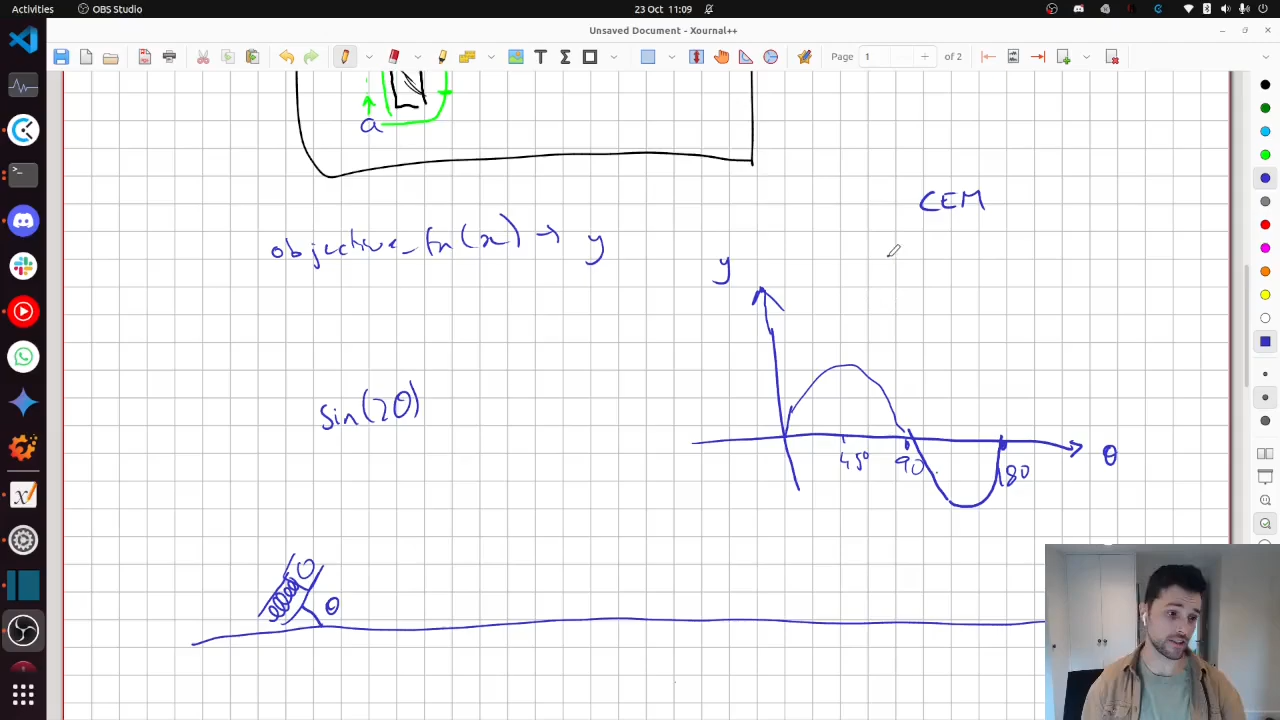 Activities
OBS Studio
23 Oct 11:09
Unsaved Document - Xournal++
Page 1 of 2
a
CEM
objective_fn(x) → y
y
sin(2θ)
45°
90
180
θ
θ